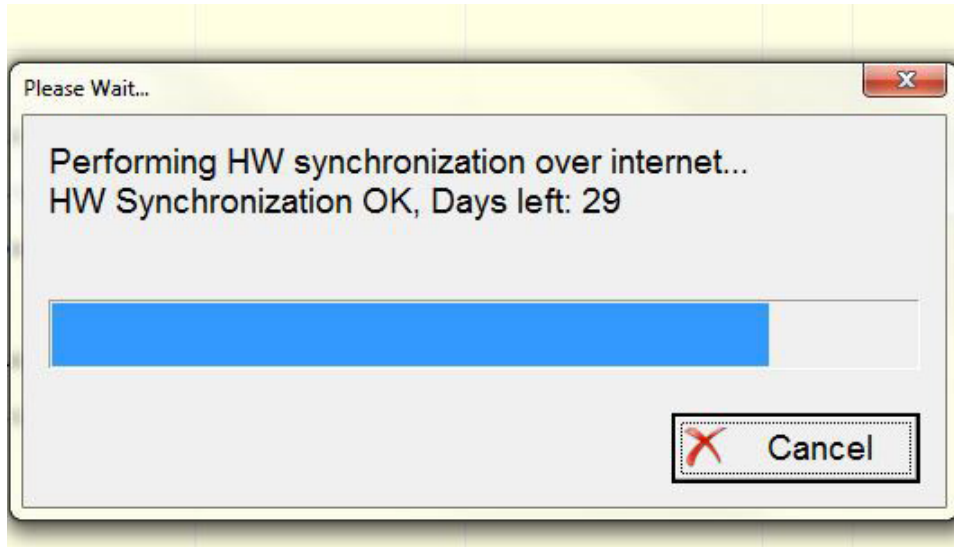 Please Wait...
Performing HW synchronization over internet...
HW Synchronization OK, Days left: 29
Cancel